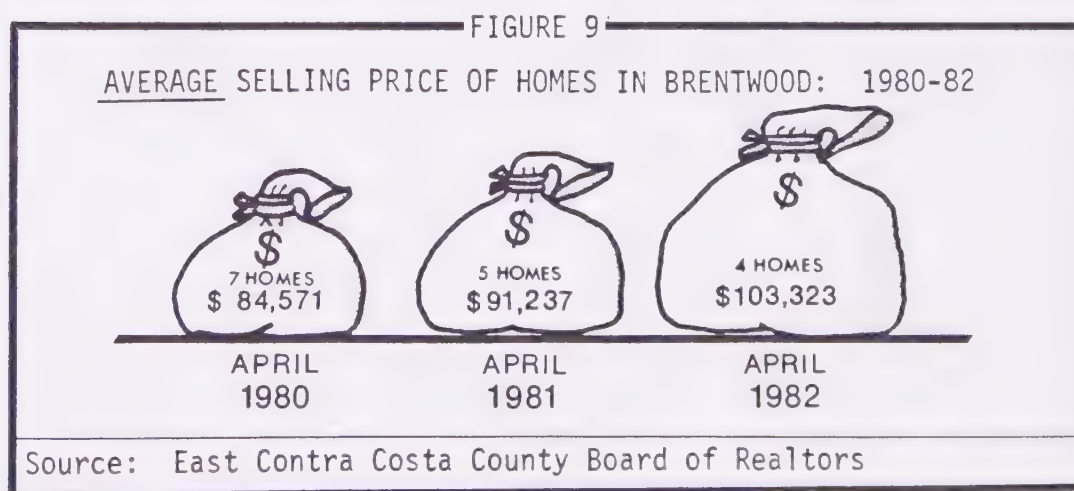 FIGURE 9
AVERAGE SELLING PRICE OF HOMES IN BRENTWOOD: 1980-82
$
7 HOMES
$ 84,571
$
5 HOMES
$91,237
$
4 HOMES
$103,323
APRIL
1980
APRIL
1981
APRIL
1982
Source: East Contra Costa County Board of Realtors